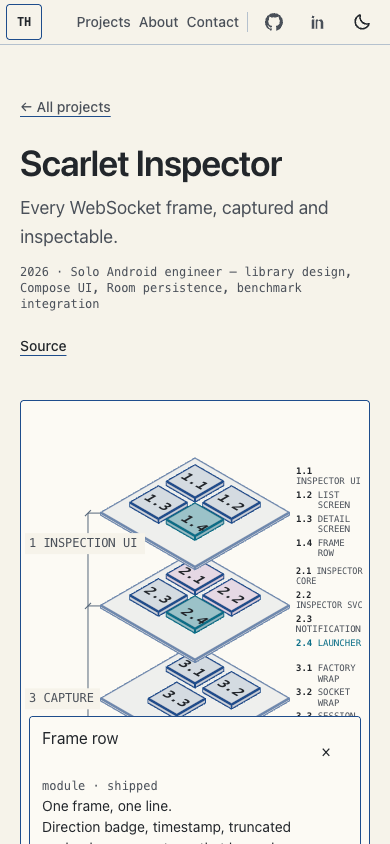 TH
Projects About Contact
← All projects
Scarlet Inspector
Every WebSocket frame, captured and
inspectable.
2026 · Solo Android engineer — library design,
Compose UI, Room persistence, benchmark
integration
Source
1.1
1.3
1.2
1.4
1.1
INSPECTOR UI
1.2 LIST
SCREEN
1.3 DETAIL
SCREEN
1.4 FRAME
ROW
1 INSPECTION UI
2.1
2.3
2.2
2.4
2.1 INSPECTOR
CORE
2.2
INSPECTOR SVC
2.3
NOTIFICATION
2.4 LAUNCHER
3.1
3.2
3.3
3.1 FACTORY
WRAP
3.2 SOCKET
WRAP
3 CAPTURE
Frame row
×
module · shipped
One frame, one line.
Direction badge, timestamp, truncated